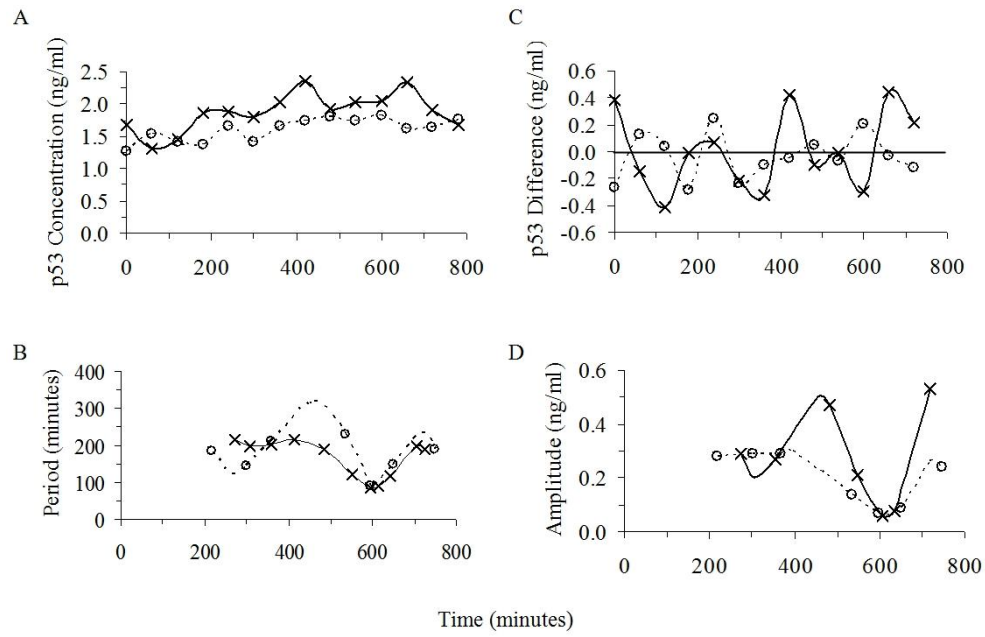 A
p53 Concentration (ng/ml)
2.5
2.0
1.5
1.0
0.5
0.0
0 200 400 600 800
C
p53 Difference (ng/ml)
0.6
0.4
0.2
0.0
-0.2
-0.4
-0.6
0 200 400 600 800
B
Period (minutes)
400
300
200
100
0
0 200 400 600 800
D
Amplitude (ng/ml)
0.6
0.4
0.2
0.0
0 200 400 600 800
Time (minutes)